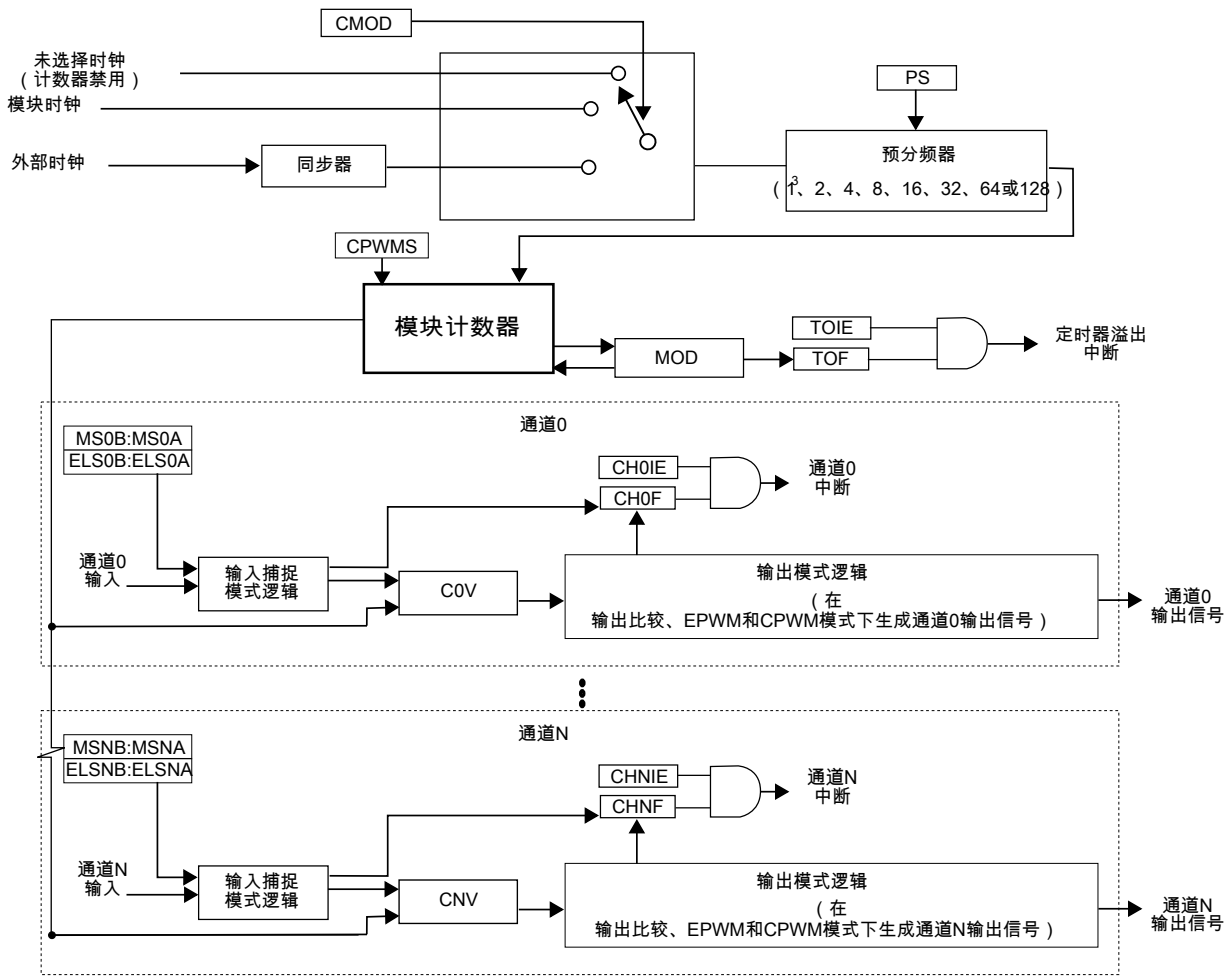 CMOD
未选择时钟
（计数器禁用）
PS
模块时钟
预分频器
外部时钟
同步器
（1³、2、4、8、16、32、64或128）
CPWMS
模块计数器
TOIE
定时器溢出
中断
MOD
TOF
通道0
MS0B:MS0A
ELS0B:ELS0A
CH0IE
通道0
中断
CH0F
通道0
输入
输入捕捉
模式逻辑
C0V
输出模式逻辑
（在
输出比较、EPWM和CPWM模式下生成通道0输出信号）
通道0
输出信号
通道N
MSNB:MSNA
ELSNB:ELSNA
CHNIE
通道N
中断
CHNF
通道N
输入
输入捕捉
模式逻辑
CNV
输出模式逻辑
（在
输出比较、EPWM和CPWM模式下生成通道N输出信号）
通道N
输出信号